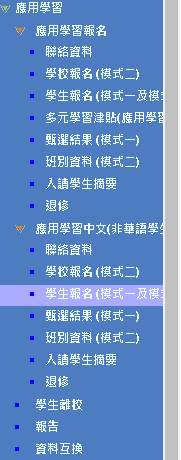 應用學習
應用學習報名
聯絡資料
學校報名 (模式二)
學生報名 (模式一及模
多元學習津貼(應用學習
甄選結果 (模式一)
班別資料 (模式二)
入讀學生摘要
退修
應用學習中文(非華語學生
聯絡資料
學校報名 (模式二)
學生報名 (模式一及模
甄選結果 (模式一)
班別資料 (模式二)
入讀學生摘要
退修
學生離校
報告
資料互換